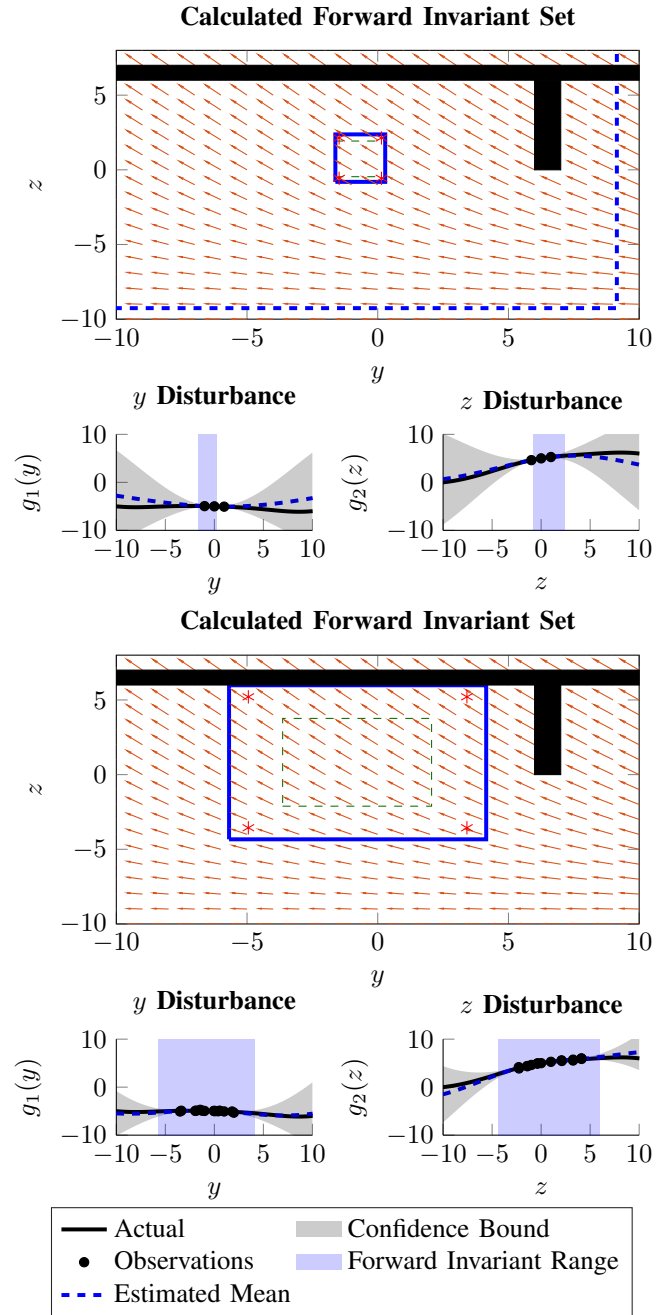 Calculated Forward Invariant Set
5
0
−5
−10
z
−10
−5
0
5
10
y
y Disturbance
z Disturbance
10
0
−10
g₁(y)
−10
−5
0
5
10
y
10
0
−10
g₂(z)
−10
−5
0
5
10
z
Calculated Forward Invariant Set
5
0
−5
−10
z
−10
−5
0
5
10
y
y Disturbance
z Disturbance
10
0
−10
g₁(y)
−10
−5
0
5
10
y
10
0
−10
g₂(z)
−10
−5
0
5
10
z
Actual
Confidence Bound
Observations
Forward Invariant Range
Estimated Mean